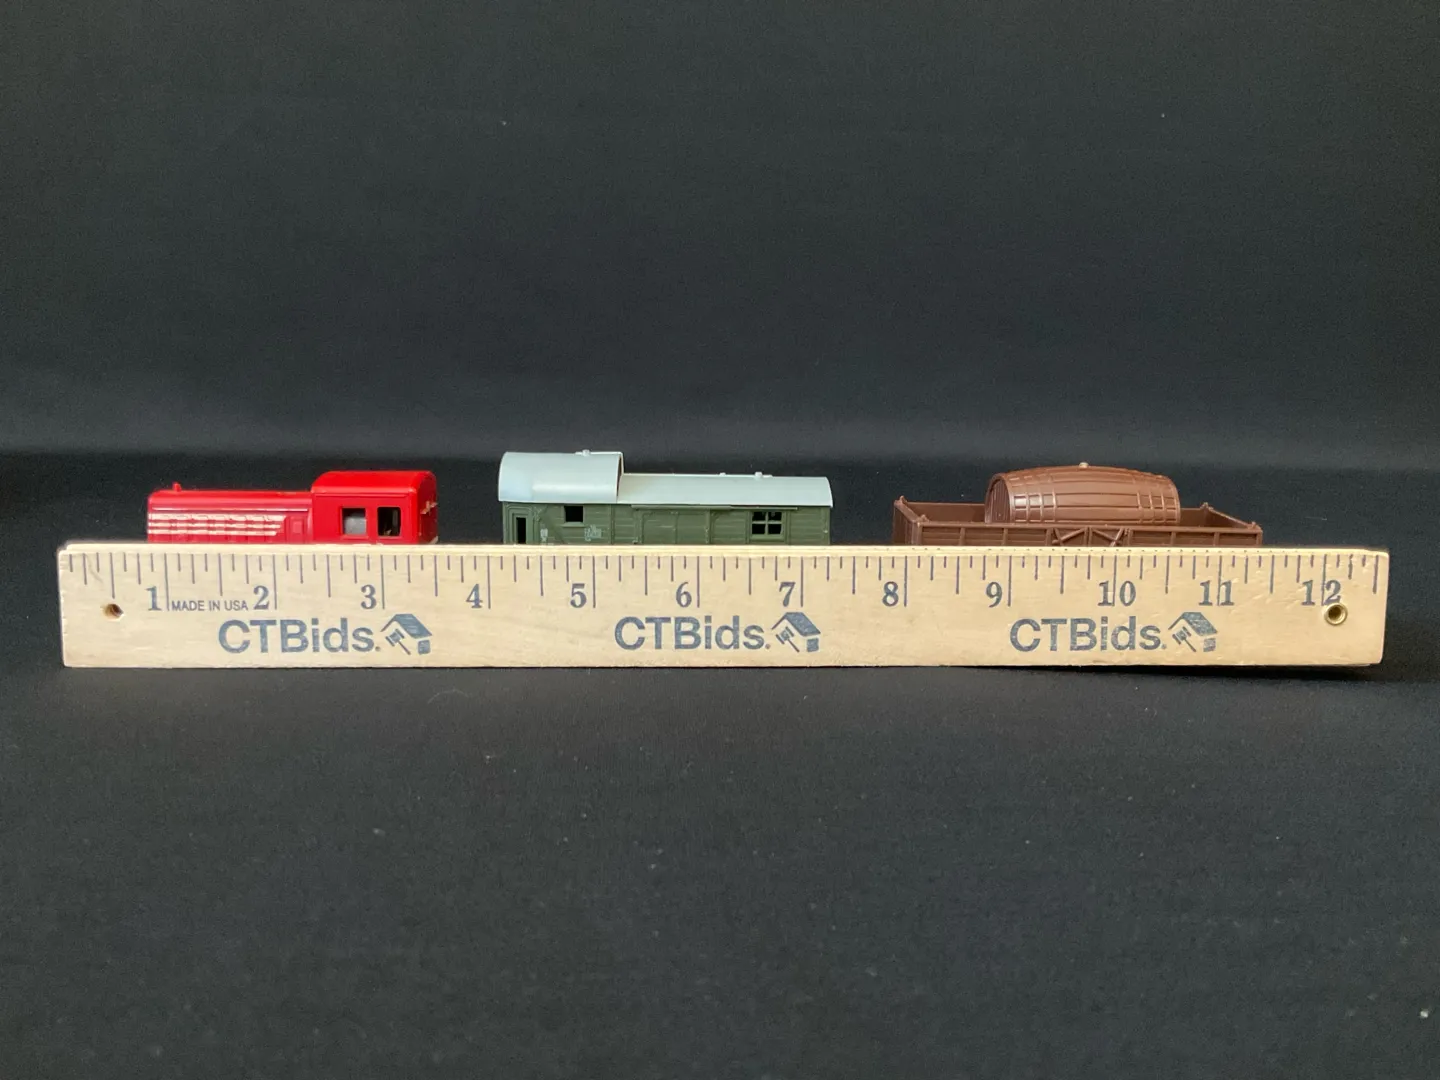 1 MADE IN USA 2 3 4 5 6 7 8 9 10 11 12
CTBids. CTBids. CTBids.